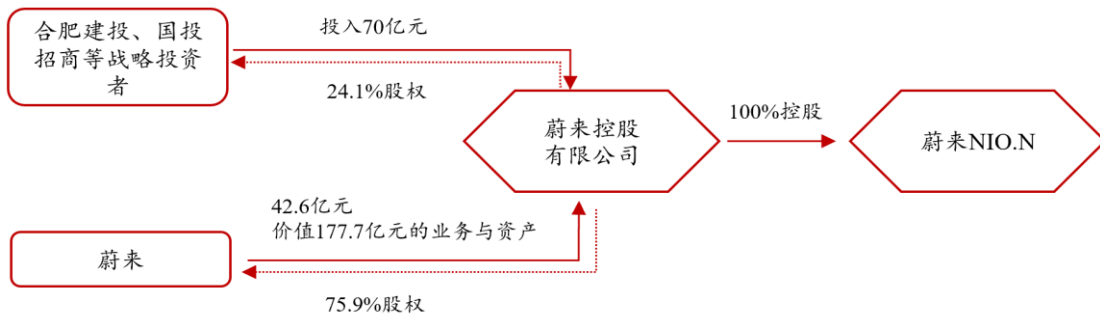 合肥建投、国投
招商等战略投资
者
投入70亿元
24.1%股权
蔚来控股
有限公司
100%控股
蔚来NIO.N
42.6亿元
价值177.7亿元的业务与资产
蔚来
75.9%股权